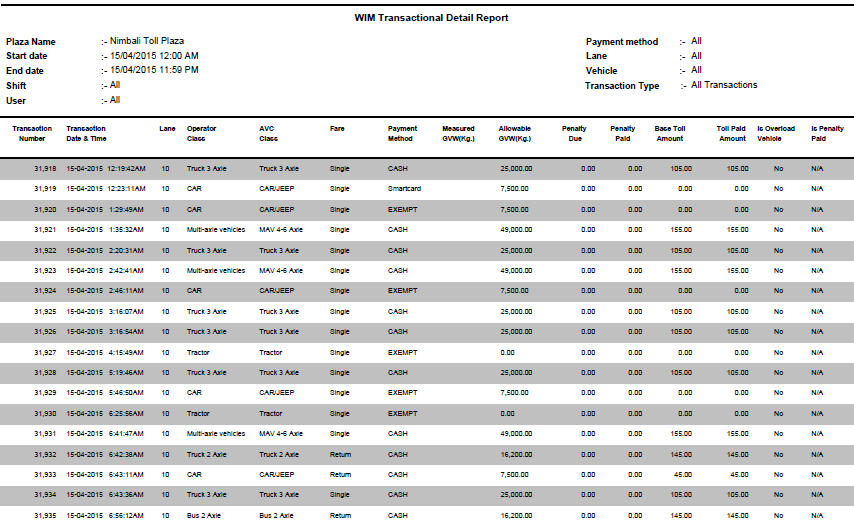 WIM Transactional Detail Report
Plaza Name :- Nimbali Toll Plaza Payment method :- All
Start date :- 15/04/2015 12:00 AM Lane :- All
End date :- 15/04/2015 11:59 PM Vehicle :- All
Shift :- All Transaction Type :- All Transactions
User :- All
Transaction Transaction Lane Operator AVC Fare Payment Measured Allowable Penalty Penalty Base Toll Toll Paid Is Overload Is Penalty
Number Date & Time Class Class Method GVW(Kg.) GVW(Kg.) Due Paid Amount Amount Vehicle Paid
31,918 15-04-2015 12:19:42AM 10 Truck 3 Axle Truck 3 Axle Single CASH 25,000.00 0.00 0.00 105.00 105.00 No N/A
31,919 15-04-2015 12:23:11AM 10 CAR CAR/JEEP Single Smartcard 7,500.00 0.00 0.00 0.00 0.00 No N/A
31,920 15-04-2015 1:29:49AM 10 CAR CAR/JEEP Single EXEMPT 7,500.00 0.00 0.00 0.00 0.00 No N/A
31,921 15-04-2015 1:35:32AM 10 Multi-axle vehicles MAV 4-6 Axle Single CASH 49,000.00 0.00 0.00 155.00 155.00 No N/A
31,922 15-04-2015 2:20:31AM 10 Truck 3 Axle Truck 3 Axle Single CASH 25,000.00 0.00 0.00 105.00 105.00 No N/A
31,923 15-04-2015 2:42:41AM 10 Multi-axle vehicles MAV 4-6 Axle Single CASH 49,000.00 0.00 0.00 155.00 155.00 No N/A
31,924 15-04-2015 2:46:11AM 10 CAR CAR/JEEP Single EXEMPT 7,500.00 0.00 0.00 0.00 0.00 No N/A
31,925 15-04-2015 3:16:07AM 10 Truck 3 Axle Truck 3 Axle Single CASH 25,000.00 0.00 0.00 105.00 105.00 No N/A
31,926 15-04-2015 3:16:54AM 10 Truck 3 Axle Truck 3 Axle Single CASH 25,000.00 0.00 0.00 105.00 105.00 No N/A
31,927 15-04-2015 4:15:49AM 10 Tractor Tractor Single EXEMPT 0.00 0.00 0.00 0.00 0.00 No N/A
31,928 15-04-2015 5:19:46AM 10 Truck 3 Axle Truck 3 Axle Single CASH 25,000.00 0.00 0.00 105.00 105.00 No N/A
31,929 15-04-2015 5:46:50AM 10 CAR CAR/JEEP Single EXEMPT 7,500.00 0.00 0.00 0.00 0.00 No N/A
31,930 15-04-2015 6:25:56AM 10 Tractor Tractor Single EXEMPT 0.00 0.00 0.00 0.00 0.00 No N/A
31,931 15-04-2015 6:41:47AM 10 Multi-axle vehicles MAV 4-6 Axle Single CASH 49,000.00 0.00 0.00 155.00 155.00 No N/A
31,932 15-04-2015 6:42:38AM 10 Truck 2 Axle Truck 2 Axle Return CASH 16,200.00 0.00 0.00 145.00 145.00 No N/A
31,933 15-04-2015 6:43:11AM 10 CAR CAR/JEEP Return CASH 7,500.00 0.00 0.00 45.00 45.00 No N/A
31,934 15-04-2015 6:43:36AM 10 Truck 3 Axle Truck 3 Axle Single CASH 25,000.00 0.00 0.00 105.00 105.00 No N/A
31,935 15-04-2015 6:56:12AM 10 Bus 2 Axle Bus 2 Axle Return CASH 16,200.00 0.00 0.00 145.00 145.00 No N/A